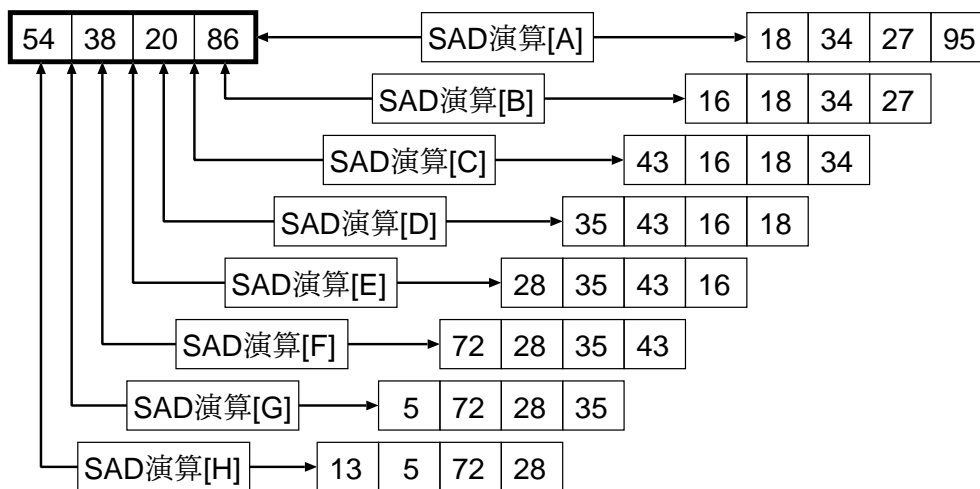 54 38 20 86 SAD演算[A] 18 34 27 95
SAD演算[B] 16 18 34 27
SAD演算[C] 43 16 18 34
SAD演算[D] 35 43 16 18
SAD演算[E] 28 35 43 16
SAD演算[F] 72 28 35 43
SAD演算[G] 5 72 28 35
SAD演算[H] 13 5 72 28